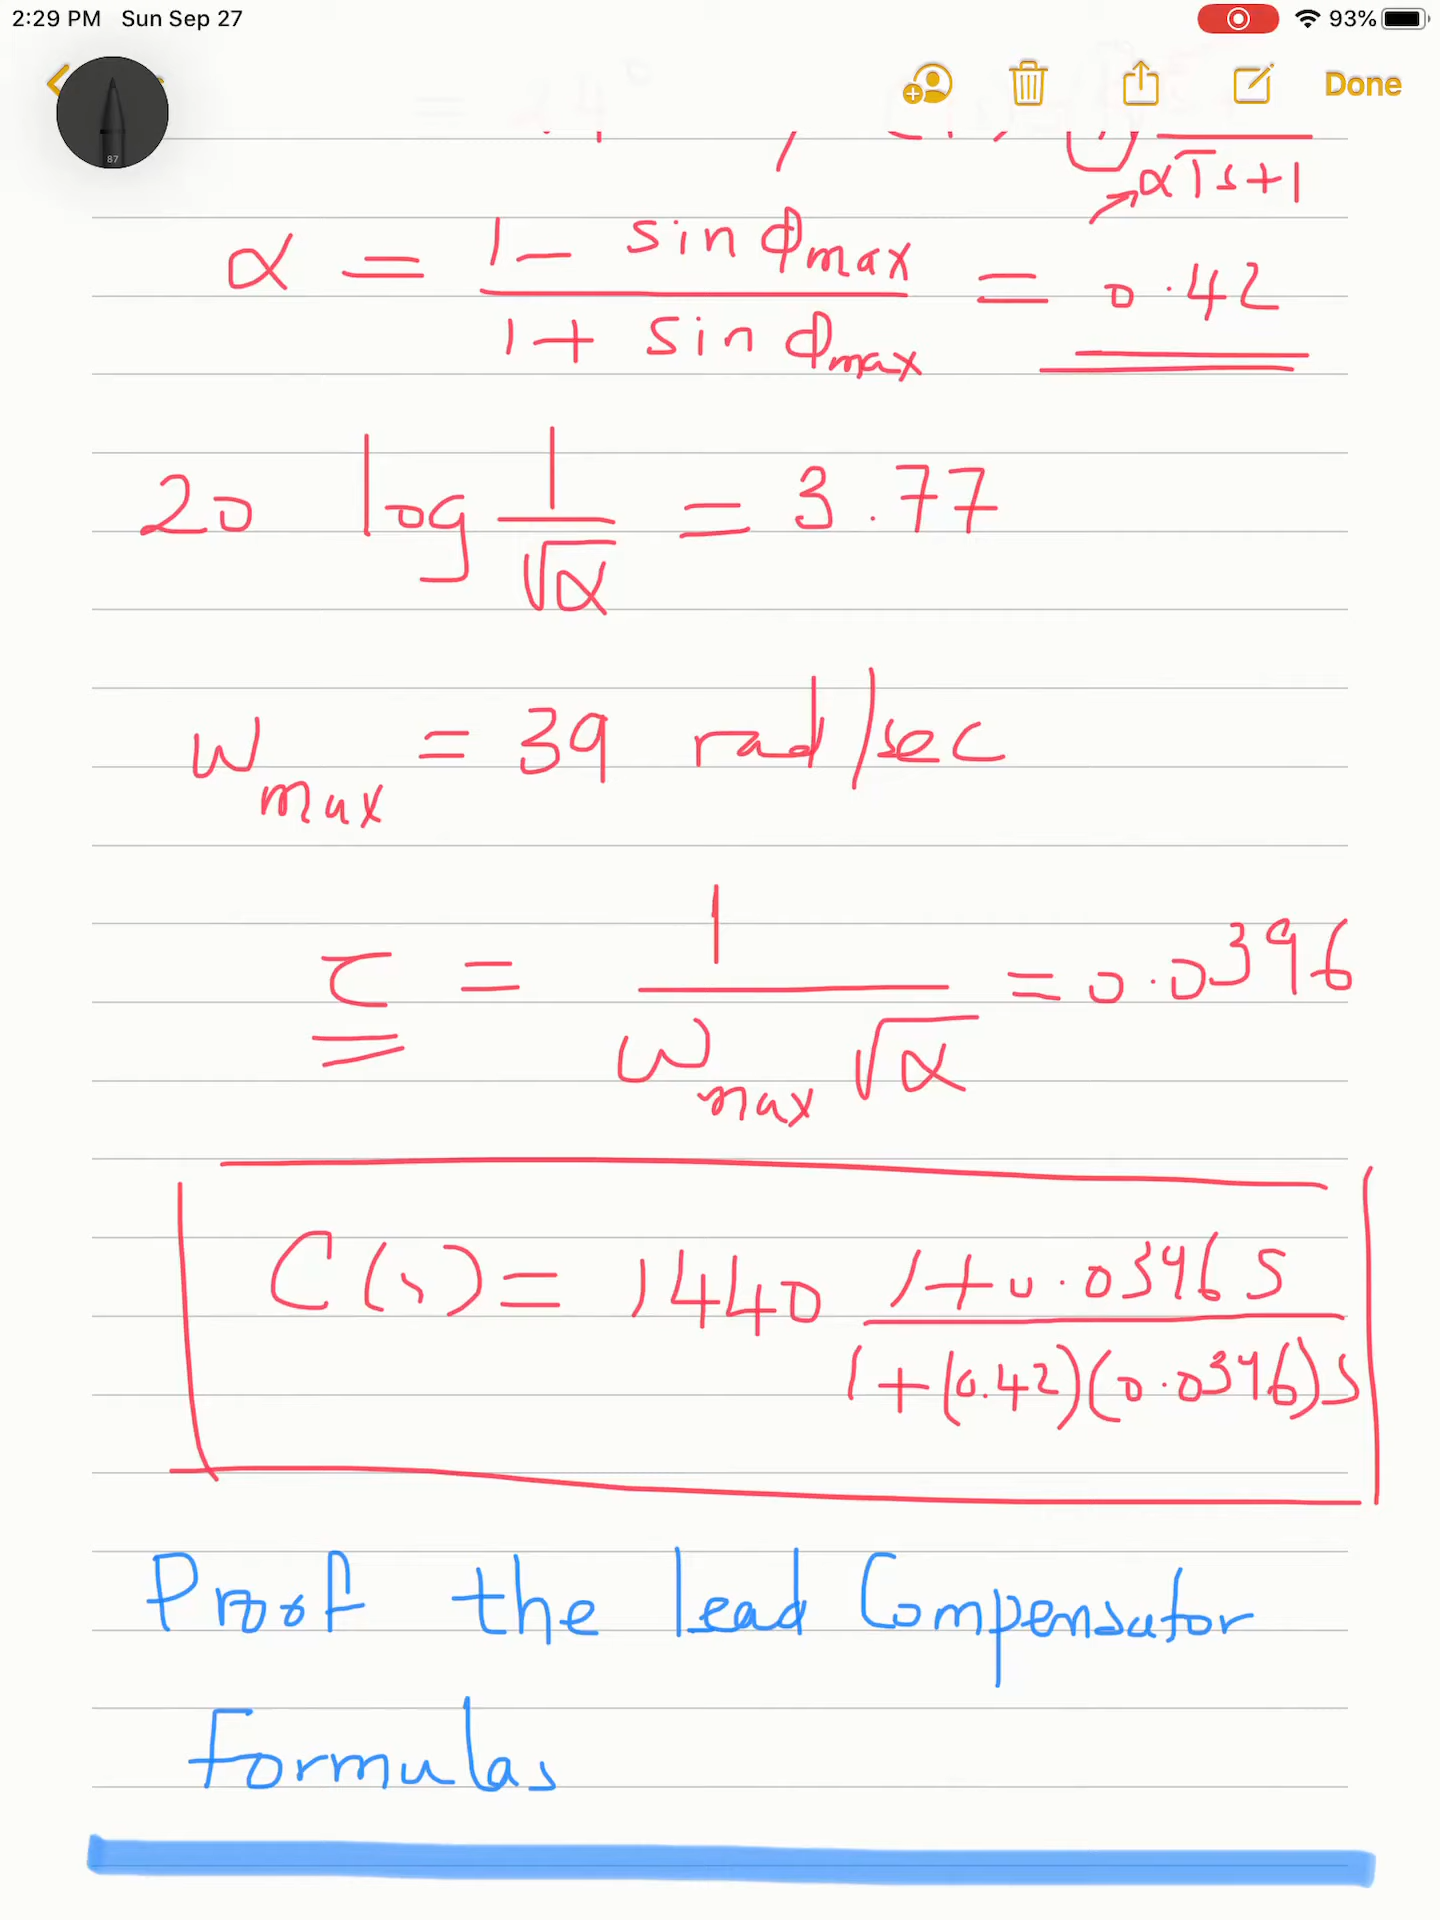 2:29 PM Sun Sep 27 93%
Done
87
αTs+1
α = (1 - sin Φmax) / (1 + sin Φmax) = 0.42
20 log 1/√α = 3.77
ωmax = 39 rad/sec
τ = 1 / (ωmax √α) = 0.0396
C(s) = 1440 (1+0.0396 S) / (1+(0.42)(0.0396)S)
Proof the lead Compensator
Formulas